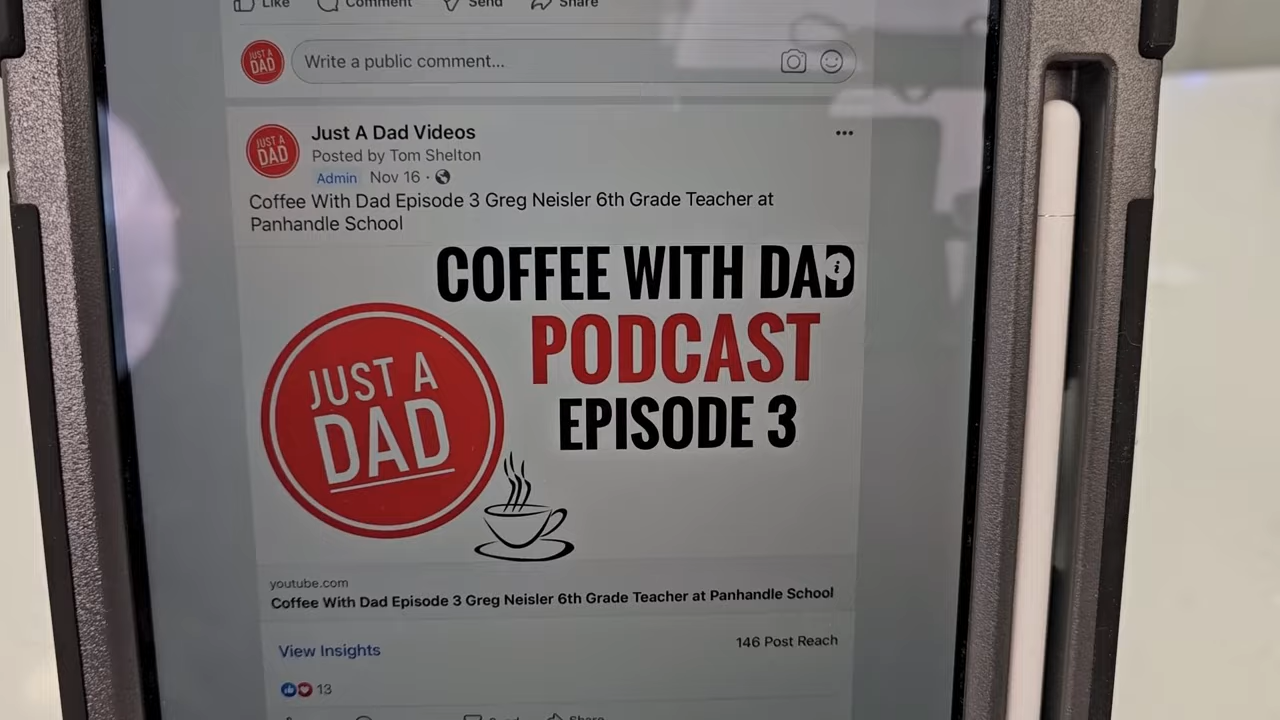 Like Comment Send Share
JUST A
DAD
Write a public comment...
JUST A
DAD
Just A Dad Videos
Posted by Tom Shelton
Admin Nov 16 ·
Coffee With Dad Episode 3 Greg Neisler 6th Grade Teacher at
Panhandle School
COFFEE WITH DAD
i
PODCAST
EPISODE 3
JUST A
DAD
youtube.com
Coffee With Dad Episode 3 Greg Neisler 6th Grade Teacher at Panhandle School
View Insights
146 Post Reach
13
Share